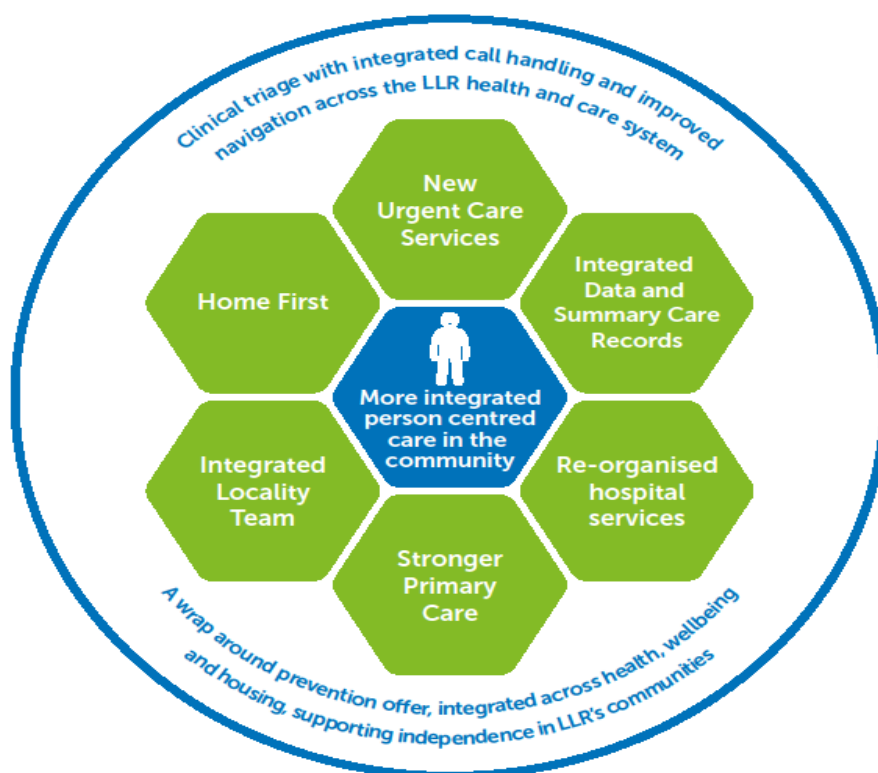 Clinical triage with integrated call handling and improved
navigation across the LLR health and care system
New
Urgent Care
Services
Home First
Integrated
Data and
Summary Care
Records
More integrated
person centred
care in the
community
Integrated
Locality
Team
Re-organised
hospital
services
Stronger
Primary
Care
A wrap around prevention offer, integrated across health, wellbeing
and housing, supporting independence in LLR's communities